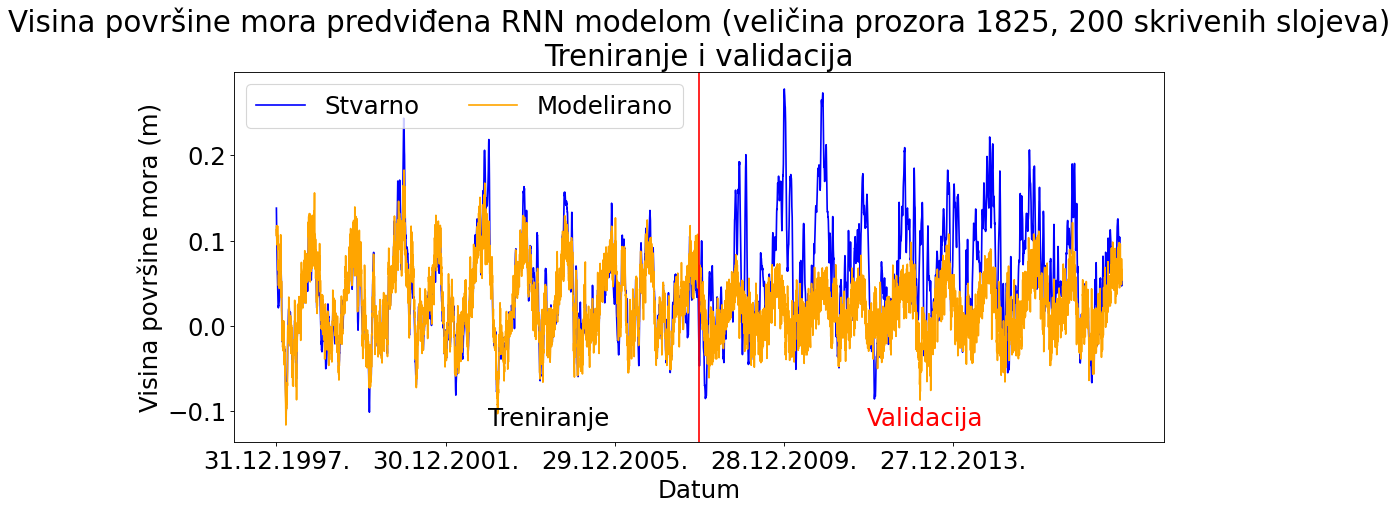 Visina površine mora predviđena RNN modelom (veličina prozora 1825, 200 skrivenih slojeva)
Treniranje i validacija
Stvarno
Modelirano
Visina površine mora (m)
0.2
0.1
0.0
−0.1
Treniranje
Validacija
31.12.1997.
30.12.2001.
29.12.2005.
28.12.2009.
27.12.2013.
Datum